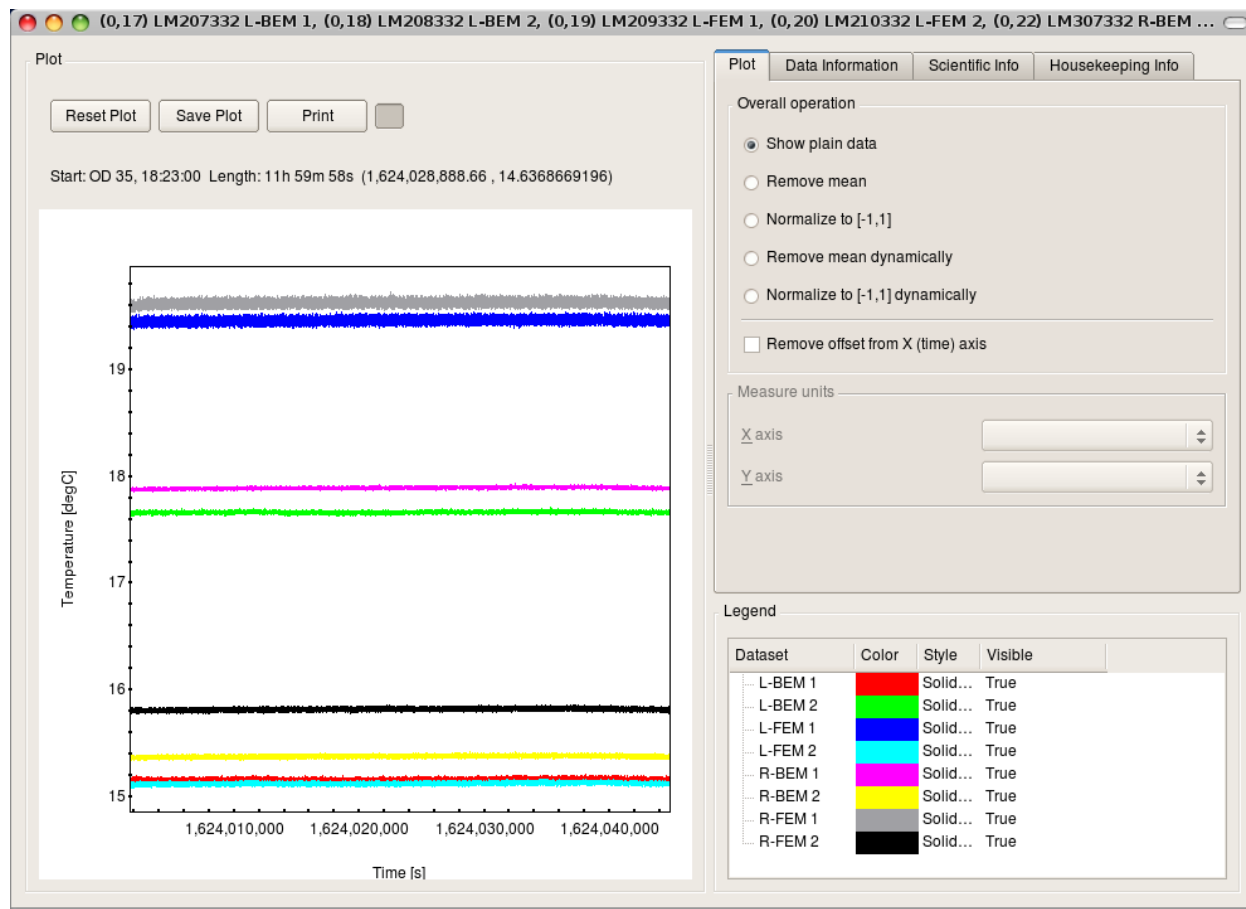 (0,17) LM207332 L-BEM 1, (0,18) LM208332 L-BEM 2, (0,19) LM209332 L-FEM 1, (0,20) LM210332 L-FEM 2, (0,22) LM307332 R-BEM ...
Plot
Reset Plot Save Plot Print
Start: OD 35, 18:23:00 Length: 11h 59m 58s (1,624,028,888.66 , 14.6368669196)
Temperature [degC]
19
18
17
16
15
1,624,010,000 1,624,020,000 1,624,030,000 1,624,040,000
Time [s]
Plot Data Information Scientific Info Housekeeping Info
Overall operation
Show plain data
Remove mean
Normalize to [-1,1]
Remove mean dynamically
Normalize to [-1,1] dynamically
Remove offset from X (time) axis
Measure units
X axis
Y axis
Legend
Dataset Color Style Visible
L-BEM 1 Solid... True
L-BEM 2 Solid... True
L-FEM 1 Solid... True
L-FEM 2 Solid... True
R-BEM 1 Solid... True
R-BEM 2 Solid... True
R-FEM 1 Solid... True
R-FEM 2 Solid... True